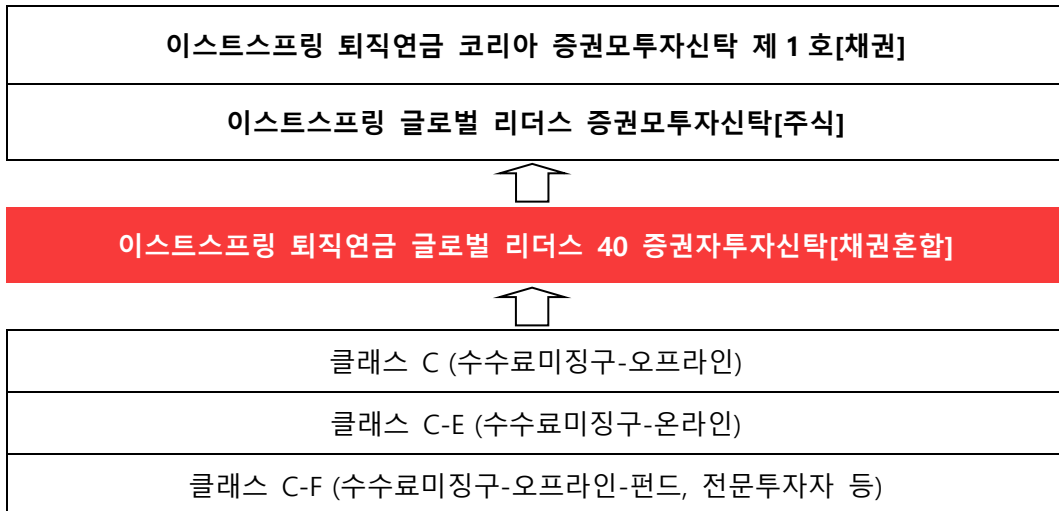 이스트스프링 퇴직연금 코리아 증권모투자신탁 제 1 호[채권]
이스트스프링 글로벌 리더스 증권모투자신탁[주식]
이스트스프링 퇴직연금 글로벌 리더스 40 증권자투자신탁[채권혼합]
클래스 C (수수료미징구-오프라인)
클래스 C-E (수수료미징구-온라인)
클래스 C-F (수수료미징구-오프라인-펀드, 전문투자자 등)